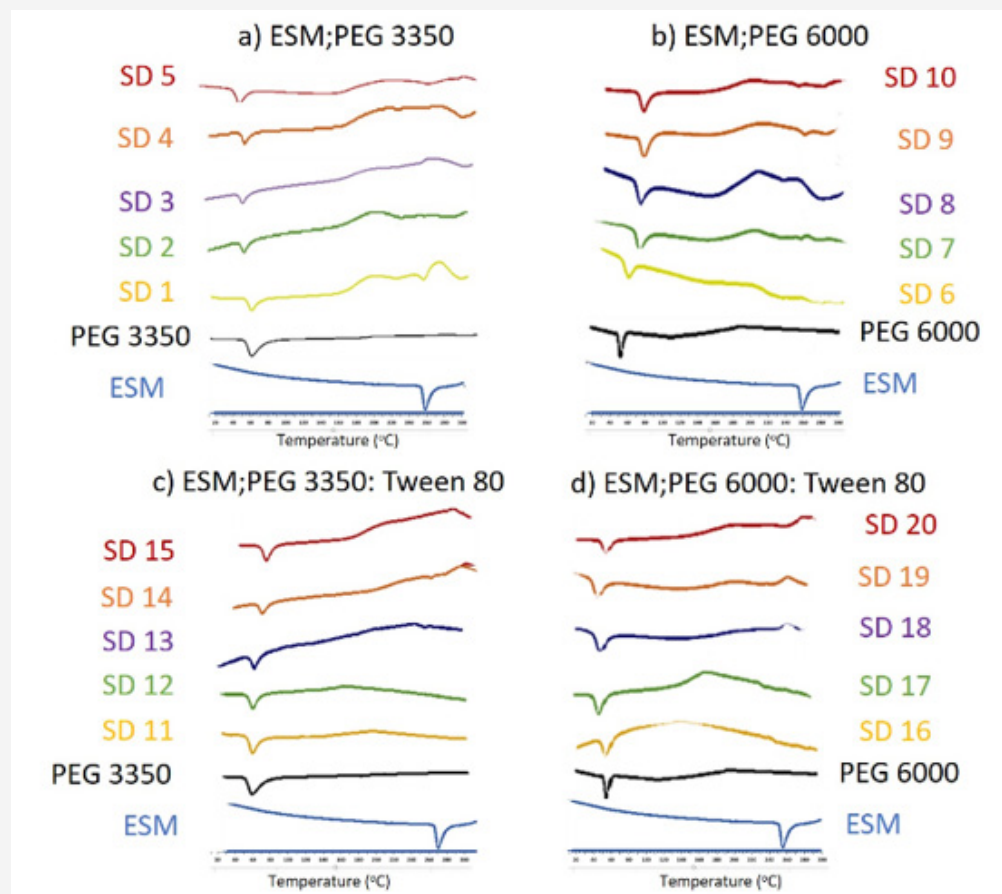 a) ESM;PEG 3350
SD 5
SD 4
SD 3
SD 2
SD 1
PEG 3350
ESM
Temperature (°C)
b) ESM;PEG 6000
SD 10
SD 9
SD 8
SD 7
SD 6
PEG 6000
ESM
Temperature (°C)
c) ESM;PEG 3350: Tween 80
SD 15
SD 14
SD 13
SD 12
SD 11
PEG 3350
ESM
Temperature (°C)
d) ESM;PEG 6000: Tween 80
SD 20
SD 19
SD 18
SD 17
SD 16
PEG 6000
ESM
Temperature (°C)